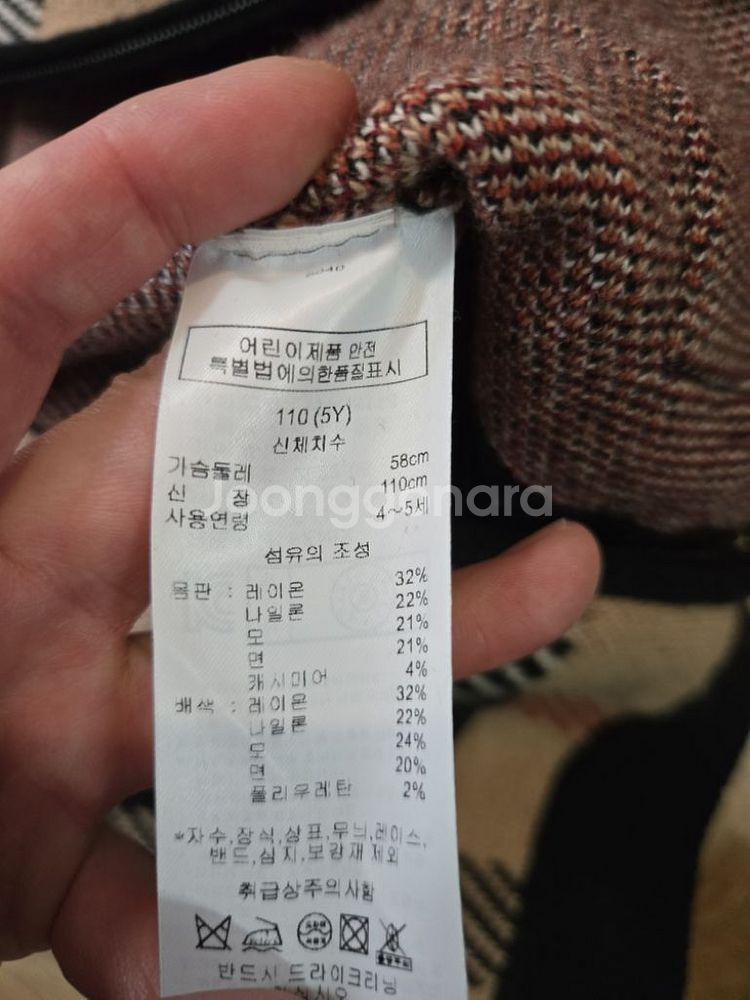 어린이제품 안전
특별법에의한품질표시
110 (5Y)
신체치수
가슴둘레 58cm
신 장 110cm
사용연령 4~5세
Joonggonara
섬유의 조성
몸판 : 레이온 32%
나일론 22%
모 21%
면 21%
캐시미어 4%
배색 : 레이온 32%
나일론 22%
모 24%
면 20%
폴리우레탄 2%
*자수,장식,상표,무늬,레이스,
밴드,심지,보강재 제외
취급상주의사항
반드시 드라이크리닝